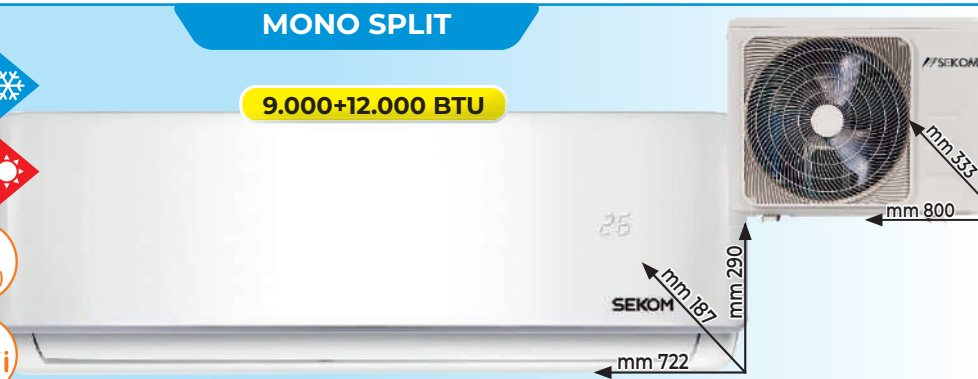 MONO SPLIT
9.000+12.000 BTU
SEKOM
mm 333
mm 800
26
SEKOM
mm 290
mm 187
mm 722